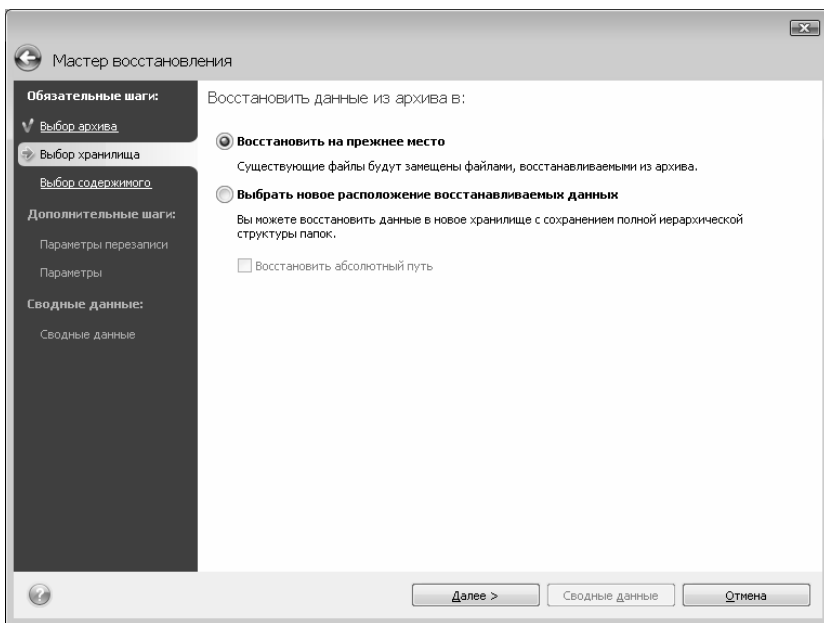 Мастер восстановления
Обязательные шаги:
Выбор архива
Выбор хранилища
Выбор содержимого
Дополнительные шаги:
Параметры перезаписи
Параметры
Сводные данные:
Сводные данные
Восстановить данные из архива в:
Восстановить на прежнее место
Существующие файлы будут замещены файлами, восстанавливаемыми из архива.
Выбрать новое расположение восстанавливаемых данных
Вы можете восстановить данные в новое хранилище с сохранением полной иерархической
структуры папок.
Восстановить абсолютный путь
Далее >
Сводные данные
Отмена